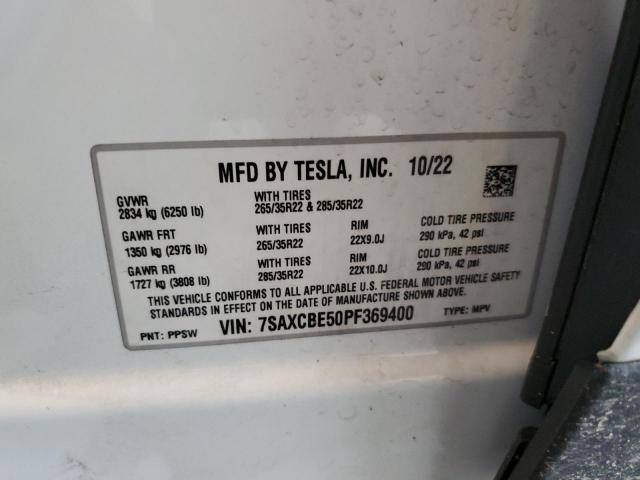 MFD BY TESLA, INC. 10/22
GVWR
2834 kg (6250 lb)
WITH TIRES
265/35R22 & 285/35R22
GAWR FRT
1350 kg (2976 lb)
WITH TIRES
265/35R22
RIM
22X9.0J
COLD TIRE PRESSURE
290 kPa, 42 psi
GAWR RR
1727 kg (3808 lb)
WITH TIRES
285/35R22
RIM
22X10.0J
COLD TIRE PRESSURE
290 kPa, 42 psi
THIS VEHICLE CONFORMS TO ALL APPLICABLE U.S. FEDERAL MOTOR VEHICLE SAFETY
STANDARDS IN EFFECT ON THE DATE OF MANUFACTURE SHOWN ABOVE.
PNT: PPSW
VIN: 7SAXCBE50PF369400
TYPE: MPV